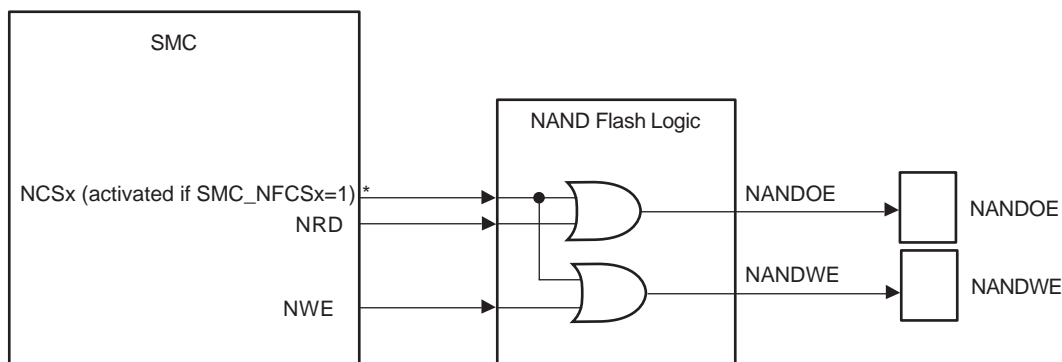 SMC
NAND Flash Logic
NCSx (activated if SMC_NFCSx=1) *
NRD
NWE
NANDOE
NANDOE
NANDWE
NANDWE